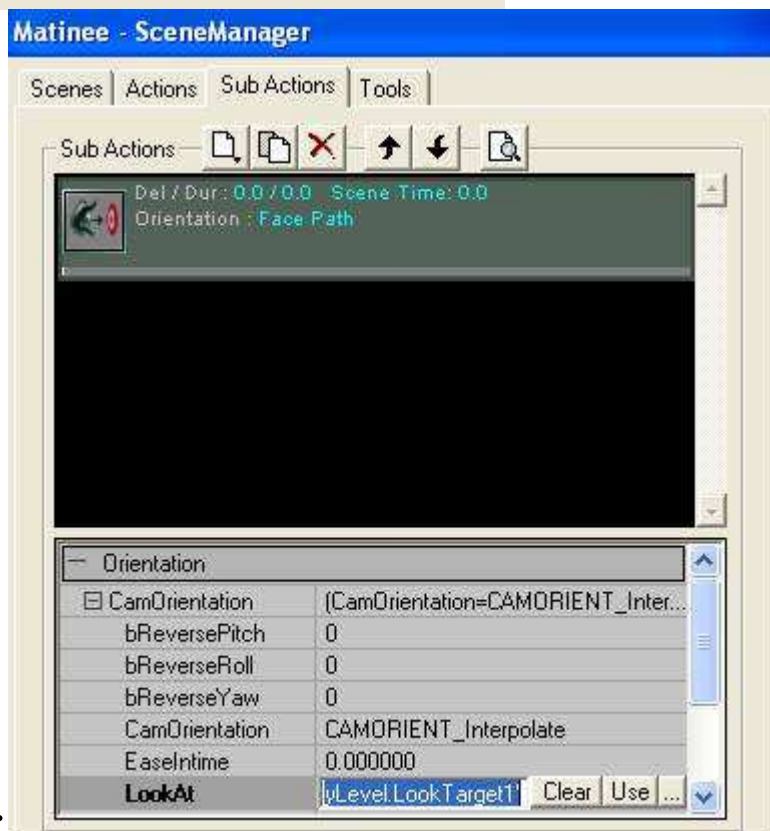 Matinee - SceneManager
Scenes Actions Sub Actions Tools
Sub Actions
Del / Dur : 0.0 / 0.0 Scene Time: 0.0
Orientation : Face Path
Orientation
CamOrientation (CamOrientation=CAMORIENT_Inter...
bReversePitch 0
bReverseRoll 0
bReverseYaw 0
CamOrientation CAMORIENT_Interpolate
EaseIntime 0.000000
LookAt yLevel.LookTarget1' Clear Use ...